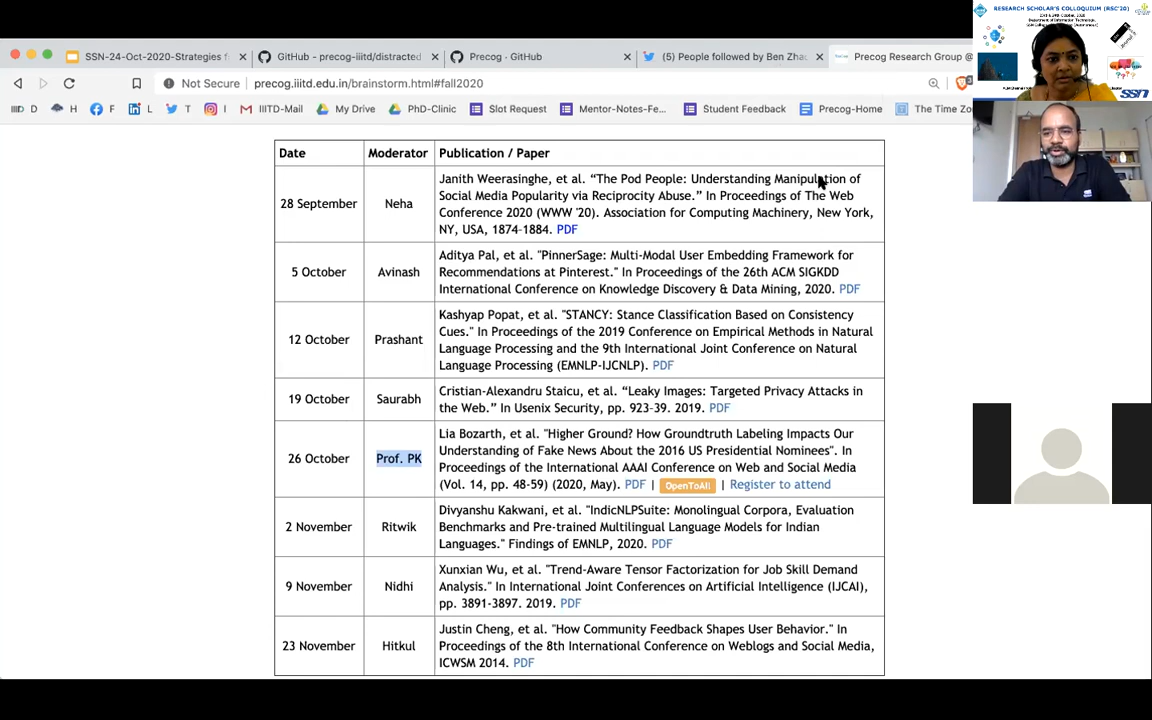 RESEARCH SCHOLAR'S COLLOQUIUM (RSC'20)
SSN-24-Oct-2020-Strategies f
GitHub - precog-iiitd/distracted
Precog - GitHub
(5) People followed by Ben Zhao
Precog Research Group @
Not Secure
precog.iiitd.edu.in/brainstorm.html#fall2020
IIID D
H
F
L
T
I
IIITD-Mail
My Drive
PhD-Clinic
Slot Request
Mentor-Notes-Fe...
Student Feedback
Precog-Home
The Time Zo
SSN
Date
Moderator
Publication / Paper
28 September
Neha
Janith Weerasinghe, et al. “The Pod People: Understanding Manipulation of
Social Media Popularity via Reciprocity Abuse.” In Proceedings of The Web
Conference 2020 (WWW '20). Association for Computing Machinery, New York,
NY, USA, 1874–1884. PDF
5 October
Avinash
Aditya Pal, et al. "PinnerSage: Multi-Modal User Embedding Framework for
Recommendations at Pinterest." In Proceedings of the 26th ACM SIGKDD
International Conference on Knowledge Discovery & Data Mining, 2020. PDF
12 October
Prashant
Kashyap Popat, et al. "STANCY: Stance Classification Based on Consistency
Cues." In Proceedings of the 2019 Conference on Empirical Methods in Natural
Language Processing and the 9th International Joint Conference on Natural
Language Processing (EMNLP-IJCNLP). PDF
19 October
Saurabh
Cristian-Alexandru Staicu, et al. “Leaky Images: Targeted Privacy Attacks in
the Web.” In Usenix Security, pp. 923–39. 2019. PDF
26 October
Prof. PK
Lia Bozarth, et al. "Higher Ground? How Groundtruth Labeling Impacts Our
Understanding of Fake News About the 2016 US Presidential Nominees". In
Proceedings of the International AAAI Conference on Web and Social Media
(Vol. 14, pp. 48-59) (2020, May). PDF | OpenToAll | Register to attend
2 November
Ritwik
Divyanshu Kakwani, et al. "IndicNLPSuite: Monolingual Corpora, Evaluation
Benchmarks and Pre-trained Multilingual Language Models for Indian
Languages." Findings of EMNLP, 2020. PDF
9 November
Nidhi
Xunxian Wu, et al. "Trend-Aware Tensor Factorization for Job Skill Demand
Analysis." In International Joint Conferences on Artificial Intelligence (IJCAI),
pp. 3891-3897. 2019. PDF
23 November
Hitkul
Justin Cheng, et al. "How Community Feedback Shapes User Behavior." In
Proceedings of the 8th International Conference on Weblogs and Social Media,
ICWSM 2014. PDF